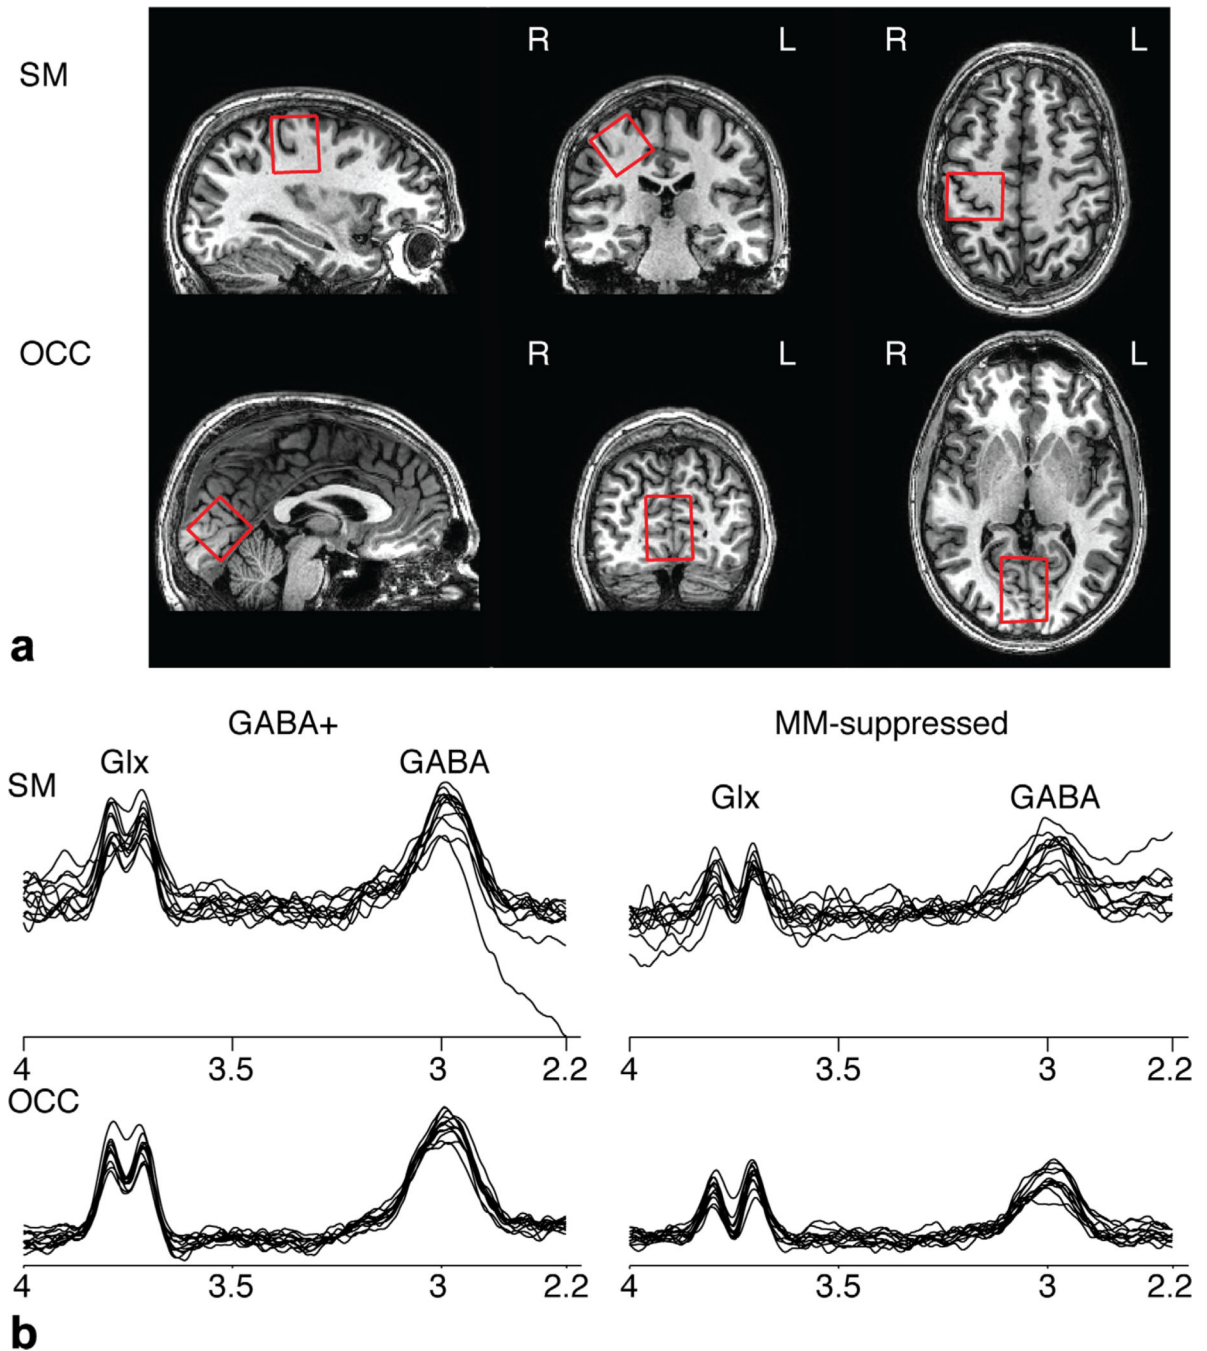 SM
R L
R L
OCC
R L
R L
a
GABA+
MM-suppressed
SM
Glx
GABA
Glx
GABA
4 3.5 3 2.2
4 3.5 3 2.2
OCC
4 3.5 3 2.2
4 3.5 3 2.2
b